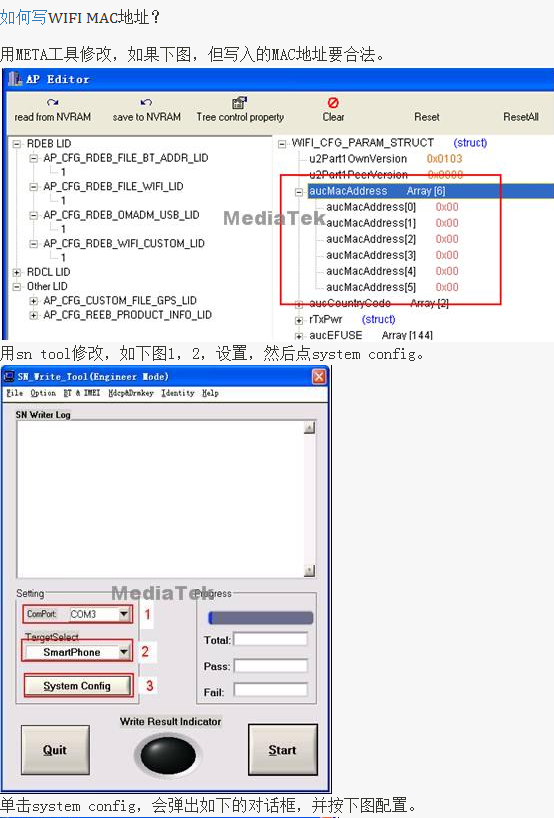 如何写WIFI MAC地址?
用META工具修改，如果下图，但写入的MAC地址要合法。
AP Editor
read from NVRAM save to NVRAM Tree control property Clear Reset ResetAll
RDEB LID
AP_CFG_RDEB_FILE_BT_ADDR_LID
1
AP_CFG_RDEB_FILE_WIFI_LID
1
AP_CFG_RDEB_OMADM_USB_LID
1
AP_CFG_RDEB_WIFI_CUSTOM_LID
1
RDCL LID
Other LID
AP_CFG_CUSTOM_FILE_GPS_LID
AP_CFG_REEB_PRODUCT_INFO_LID
WIFI_CFG_PARAM_STRUCT (struct)
u2Part1OwnVersion 0x0103
u2Part1PeerVersion 0x0000
aucMacAddress Array [6]
aucMacAddress[0] 0x00
aucMacAddress[1] 0x00
aucMacAddress[2] 0x00
aucMacAddress[3] 0x00
aucMacAddress[4] 0x00
aucMacAddress[5] 0x00
aucCountryCode Array [2]
rTxPwr (struct)
aucEFUSE Array [144]
MediaTek
用sn tool修改，如下图1，2，设置，然后点system config。
SN_Write_Tool(Engineer Mode)
File Option BT & IMEI Hdcp&Drmkey Identity Help
SN Writer Log
MediaTek
Setting
ComPort: COM3 1
TargetSelect
SmartPhone 2
System Config 3
Progress
Total:
Pass:
Fail:
Write Result Indicator
Quit
Start
单击system config，会弹出如下的对话框，并按下图配置。